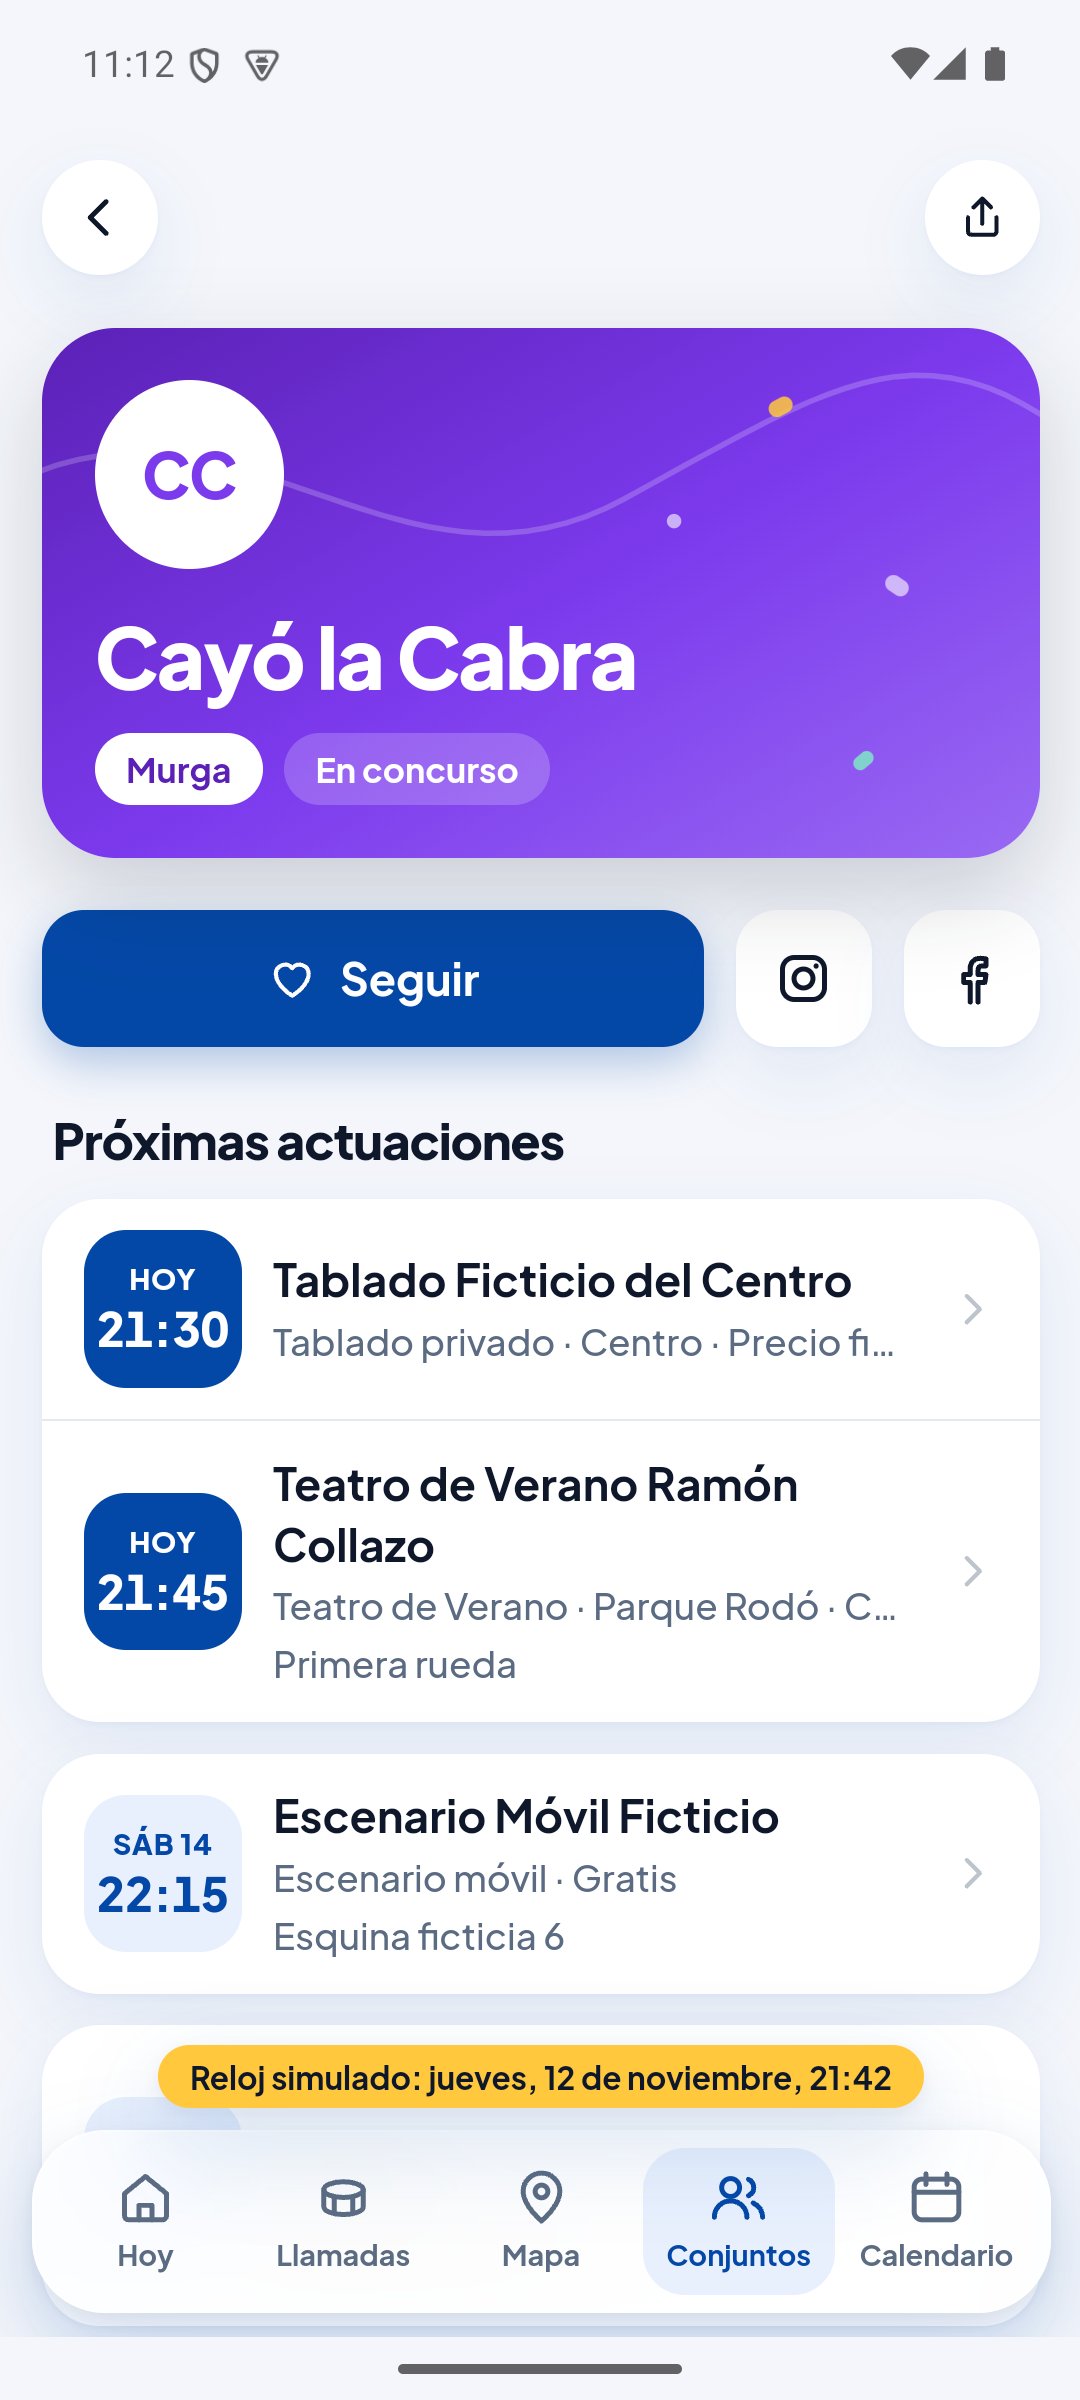 11:12
CC
Cayó la Cabra
Murga
En concurso
Seguir
Próximas actuaciones
HOY
21:30
Tablado Ficticio del Centro
Tablado privado · Centro · Precio fi...
HOY
21:45
Teatro de Verano Ramón
Collazo
Teatro de Verano · Parque Rodó · C...
Primera rueda
SÁB 14
22:15
Escenario Móvil Ficticio
Escenario móvil · Gratis
Esquina ficticia 6
Reloj simulado: jueves, 12 de noviembre, 21:42
Hoy
Llamadas
Mapa
Conjuntos
Calendario